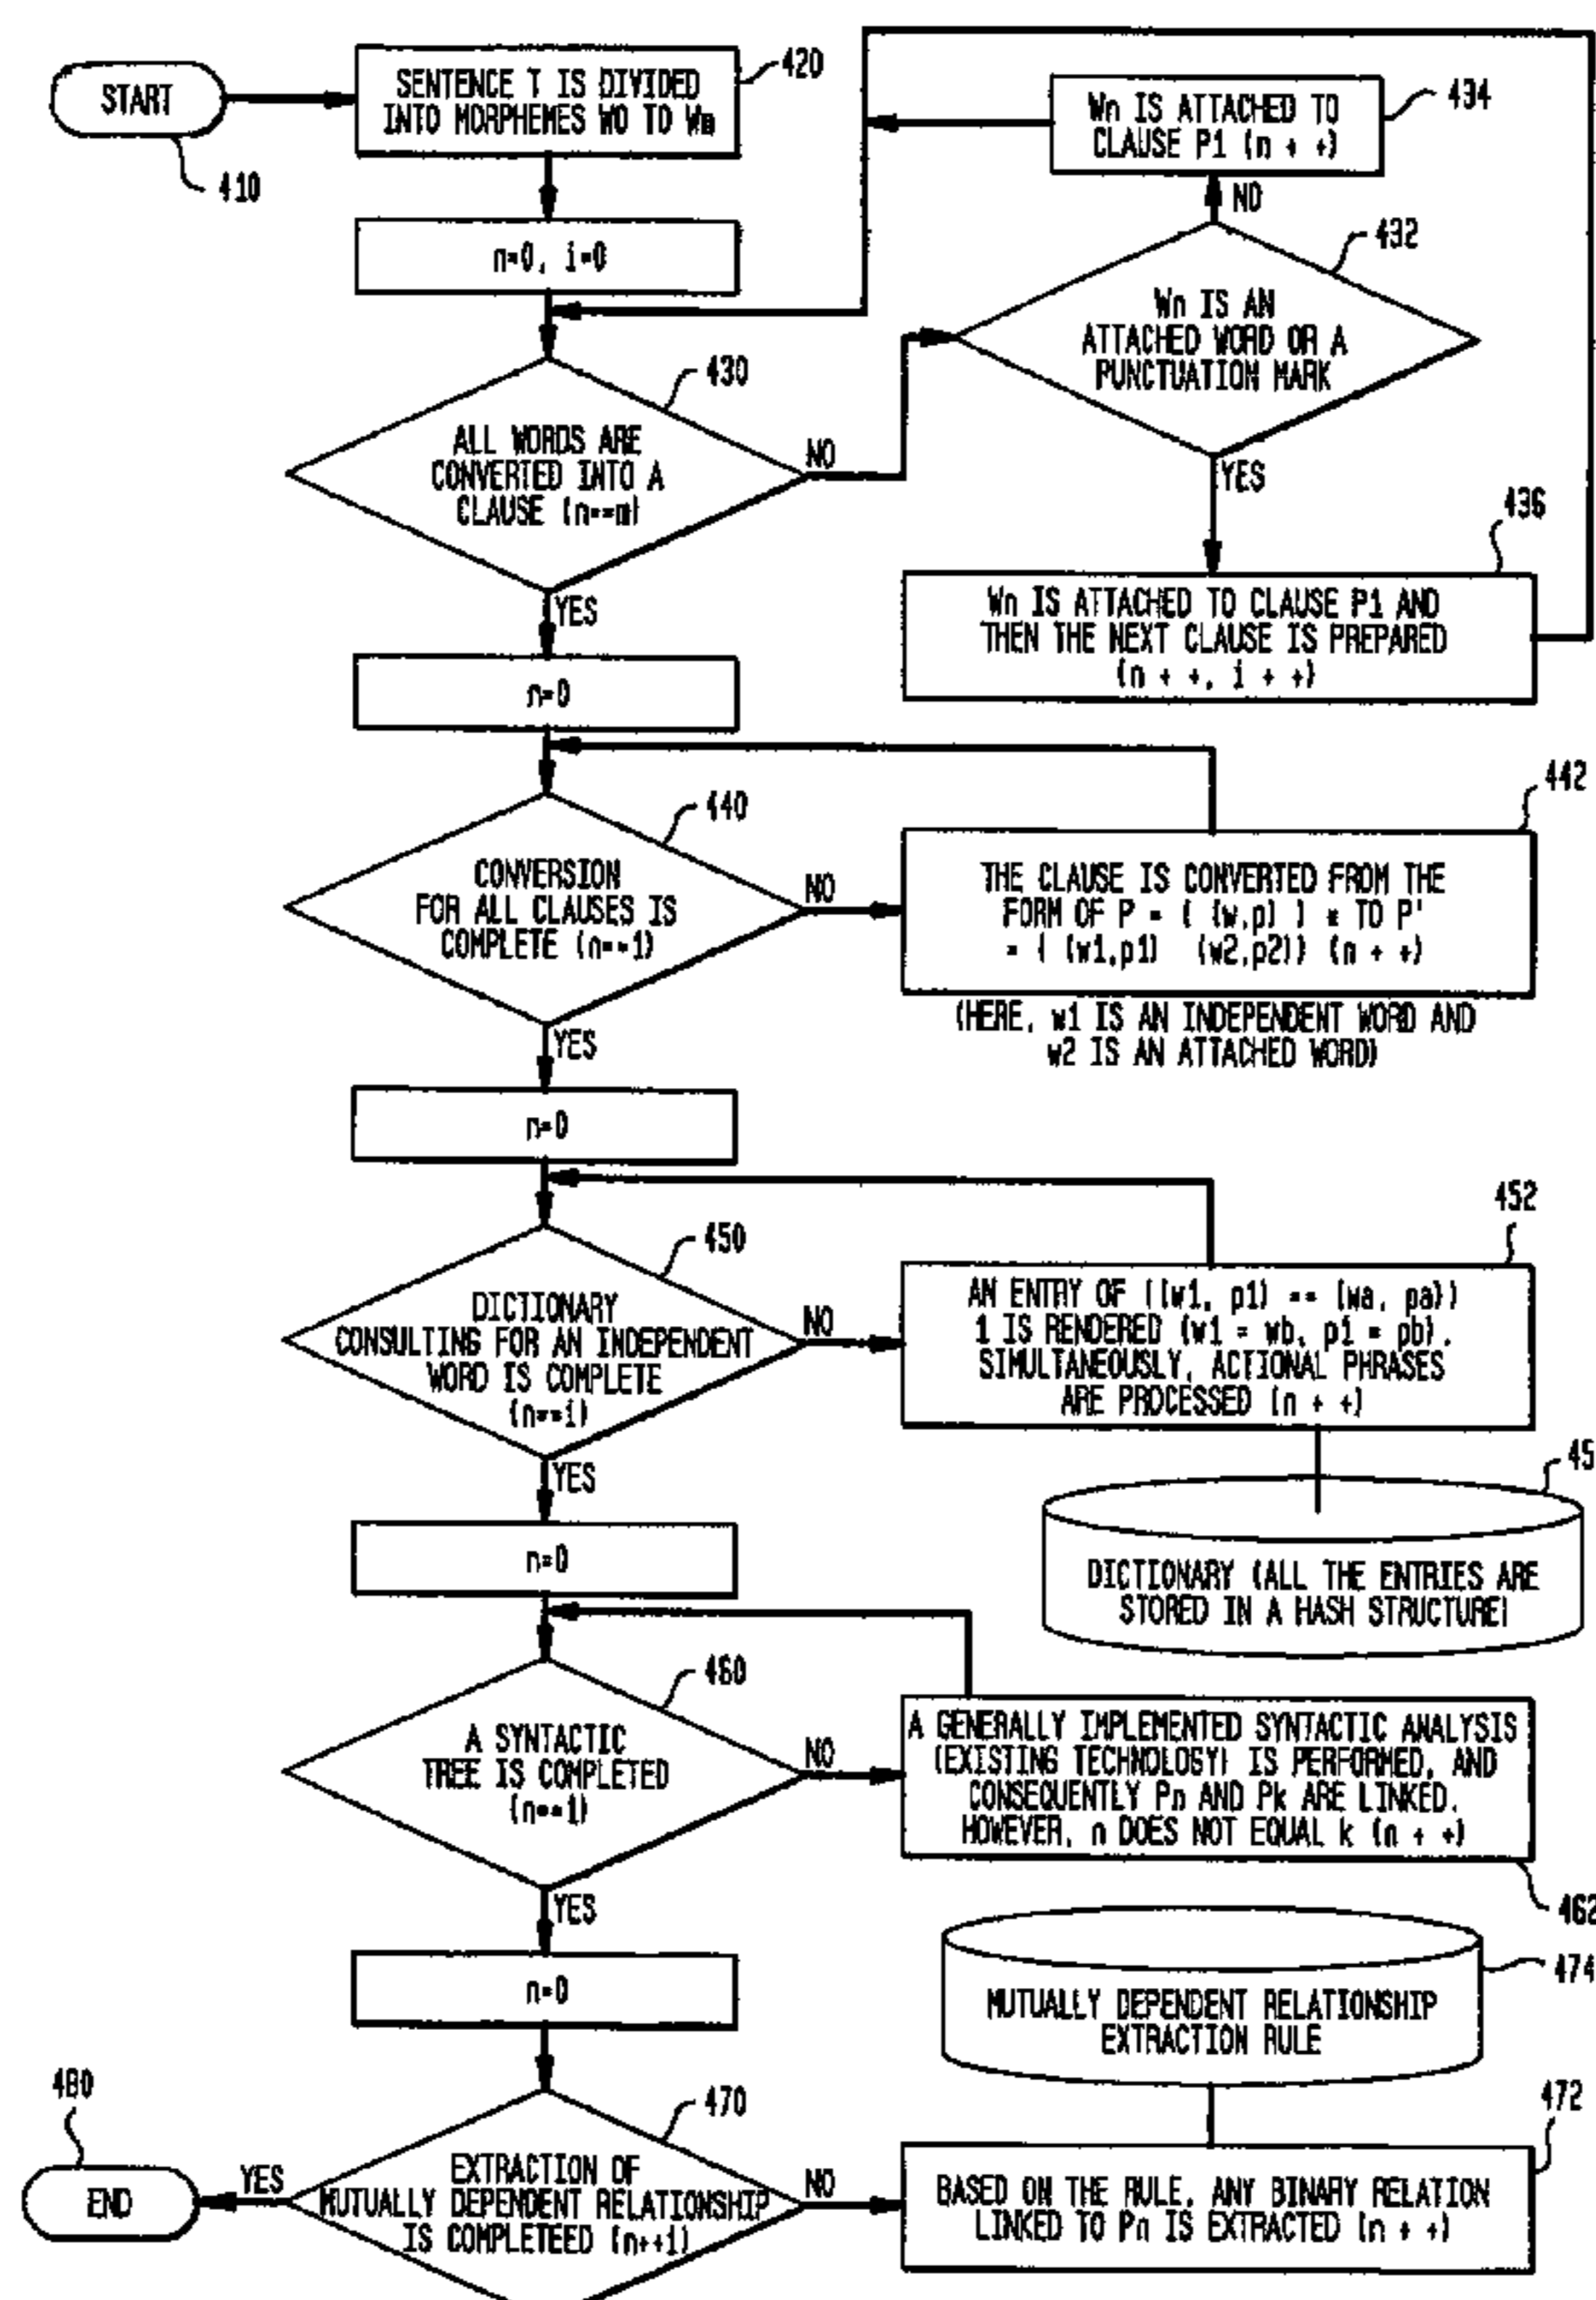 START
410
SENTENCE T IS DIVIDED
INTO MORPHEMES W0 TO Wm
420
n=0, i=0
ALL WORDS ARE
CONVERTED INTO A
CLAUSE (n==m)
430
NO
YES
Wn IS ATTACHED TO
CLAUSE P1 (n + +)
434
NO
Wn IS AN
ATTACHED WORD OR A
PUNCTUATION MARK
432
YES
Wn IS ATTACHED TO CLAUSE P1 AND
THEN THE NEXT CLAUSE IS PREPARED
(n + +, i + +)
436
n=0
CONVERSION
FOR ALL CLAUSES IS
COMPLETE (n==1)
440
NO
YES
THE CLAUSE IS CONVERTED FROM THE
FORM OF P = ( (w,p) ) * TO P'
= ( (w1,p1) (w2,p2)) (n + +)
442
(HERE, w1 IS AN INDEPENDENT WORD AND
w2 IS AN ATTACHED WORD)
n=0
DICTIONARY
CONSULTING FOR AN INDEPENDENT
WORD IS COMPLETE
(n==i)
450
NO
YES
AN ENTRY OF ((w1, p1) == (wa, pa))
1 IS RENDERED (w1 = wb, p1 = pb).
SIMULTANEOUSLY, ACTIONAL PHRASES
ARE PROCESSED (n + +)
452
45
DICTIONARY (ALL THE ENTRIES ARE
STORED IN A HASH STRUCTURE)
n=0
A SYNTACTIC
TREE IS COMPLETED
(n==1)
460
NO
YES
A GENERALLY IMPLEMENTED SYNTACTIC ANALYSIS
(EXISTING TECHNOLOGY) IS PERFORMED, AND
CONSEQUENTLY Pn AND Pk ARE LINKED.
HOWEVER, n DOES NOT EQUAL k (n + +)
462
n=0
MUTUALLY DEPENDENT RELATIONSHIP
EXTRACTION RULE
474
480
END
YES
EXTRACTION OF
MUTUALLY DEPENDENT RELATIONSHIP
IS COMPLETEED (n++i)
470
NO
BASED ON THE RULE, ANY BINARY RELATION
LINKED TO Pn IS EXTRACTED (n + +)
472